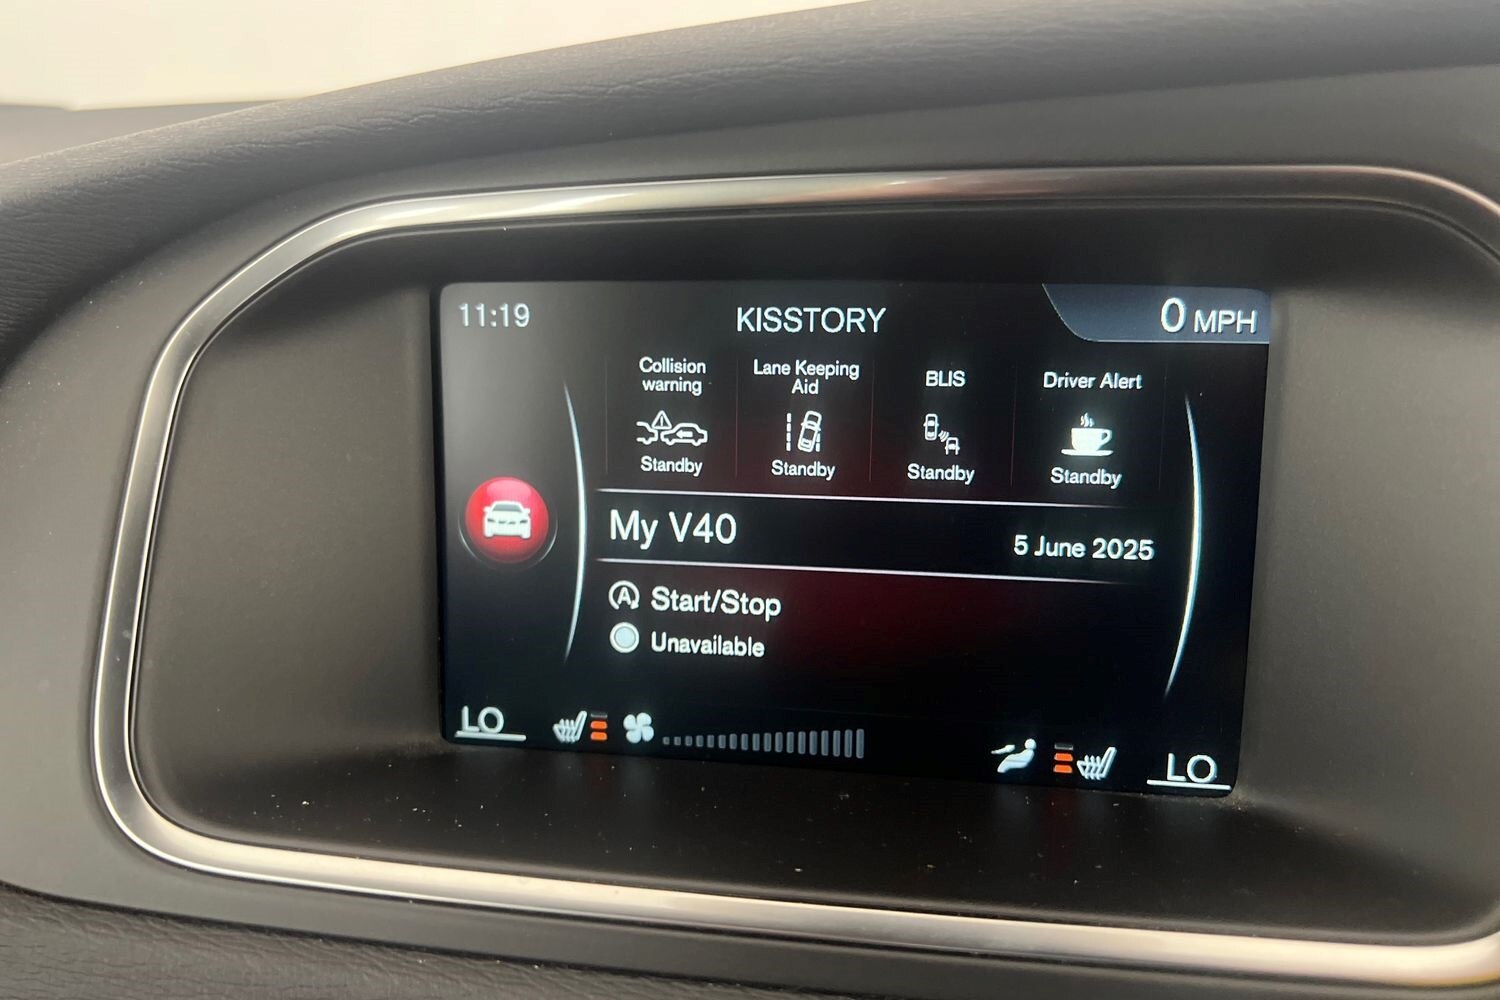 11:19
KISSTORY
0 MPH
Collision
warning
Lane Keeping
Aid
BLIS
Driver Alert
Standby
Standby
Standby
Standby
My V40
5 June 2025
A Start/Stop
Unavailable
LO
LO